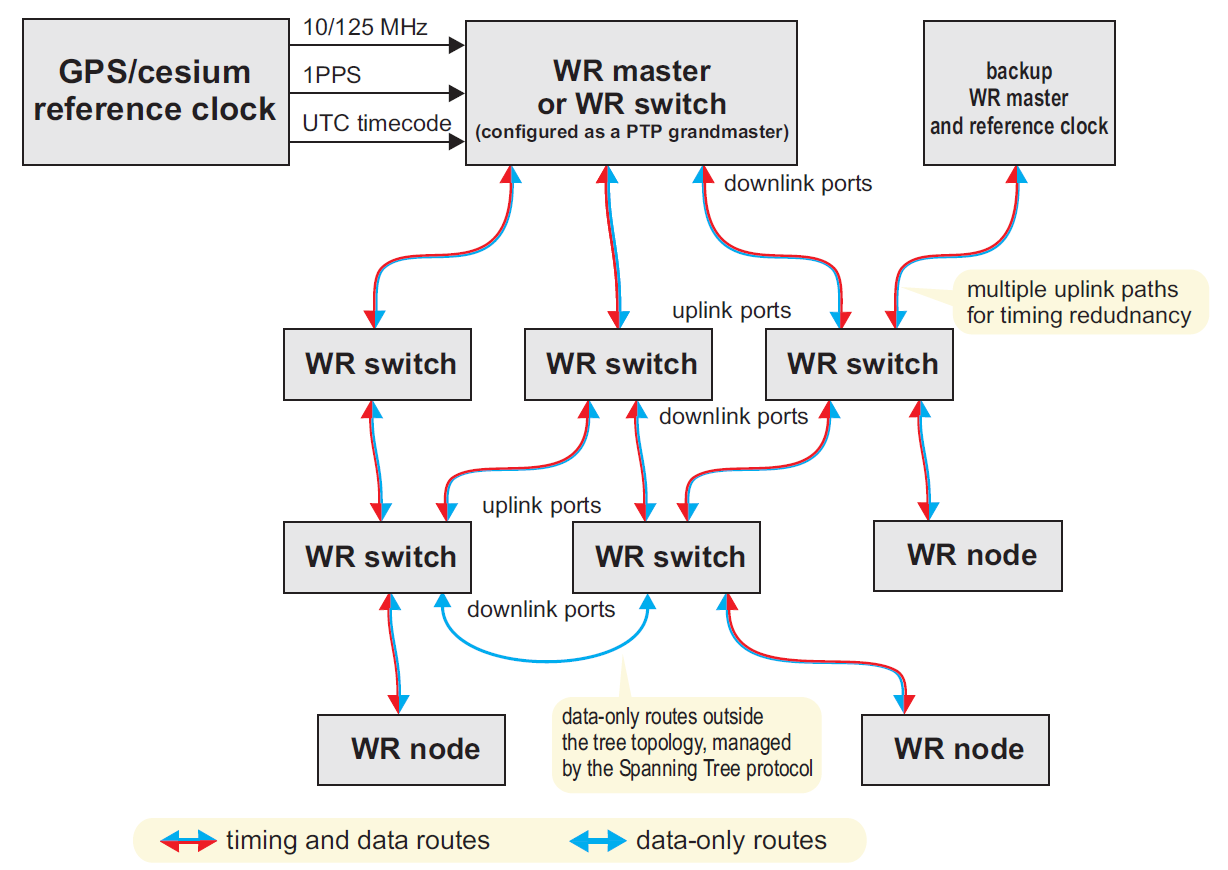 GPS/cesium
reference clock
10/125 MHz
1PPS
UTC timecode
WR master
or WR switch
(configured as a PTP grandmaster)
backup
WR master
and reference clock
downlink ports
multiple uplink paths
for timing redudnancy
uplink ports
WR switch
WR switch
WR switch
downlink ports
uplink ports
WR switch
WR switch
WR node
downlink ports
data-only routes outside
the tree topology, managed
by the Spanning Tree protocol
WR node
WR node
timing and data routes
data-only routes